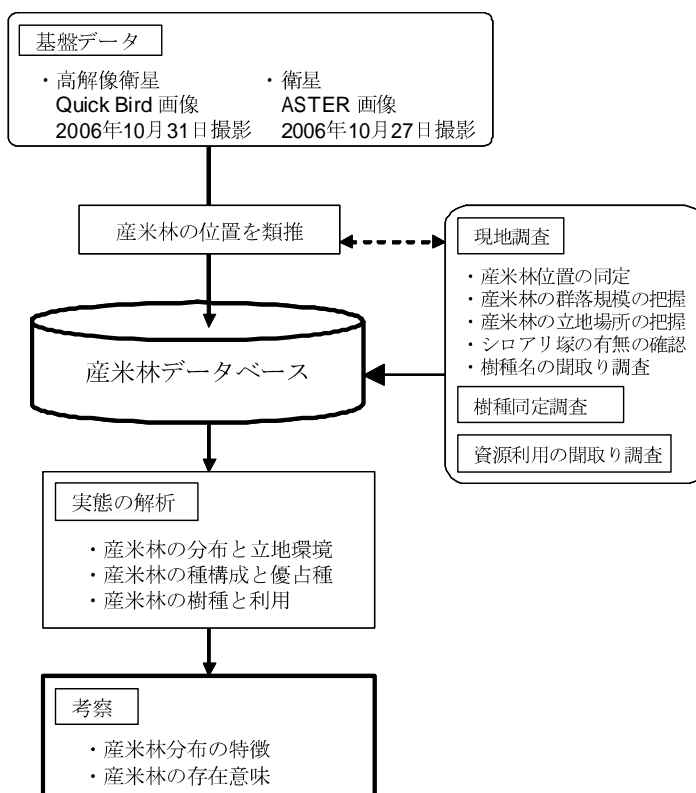 基盤データ
・高解像衛星
Quick Bird 画像
2006年10月31日撮影
・衛星
ASTER 画像
2006年10月27日撮影
産米林の位置を類推
現地調査
・産米林位置の同定
・産米林の群落規模の把握
・産米林の立地場所の把握
・シロアリ塚の有無の確認
・樹種名の聞取り調査
樹種同定調査
資源利用の聞取り調査
産米林データベース
実態の解析
・産米林の分布と立地環境
・産米林の種構成と優占種
・産米林の樹種と利用
考察
・産米林分布の特徴
・産米林の存在意味